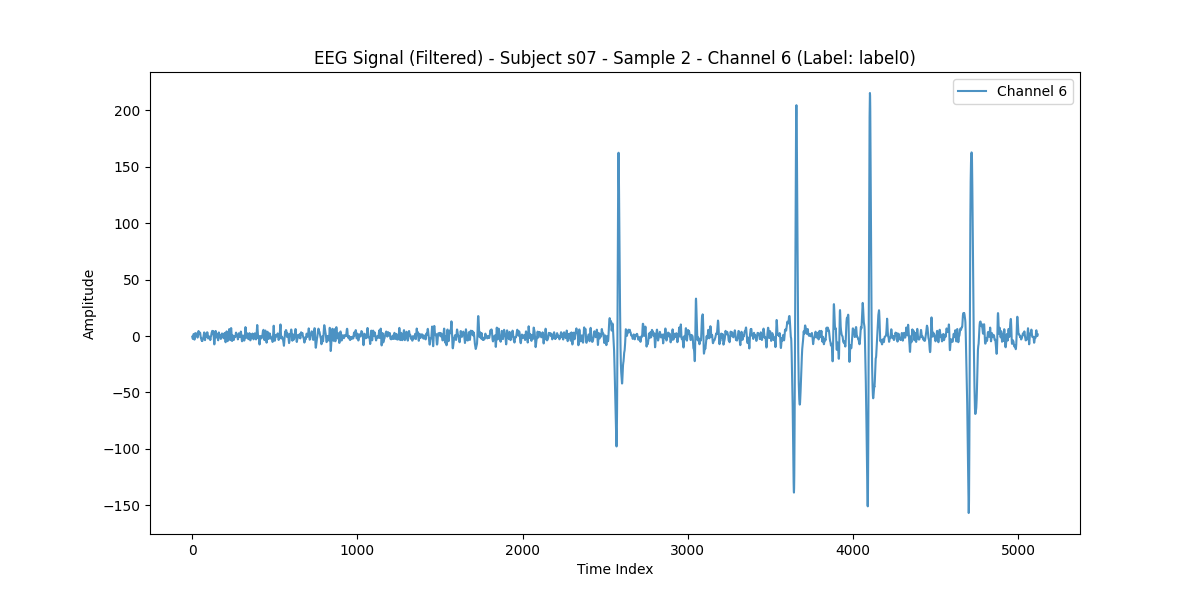 EEG Signal (Filtered) - Subject s07 - Sample 2 - Channel 6 (Label: label0)
Channel 6
200
150
100
50
0
−50
−100
−150
Amplitude
0 1000 2000 3000 4000 5000
Time Index